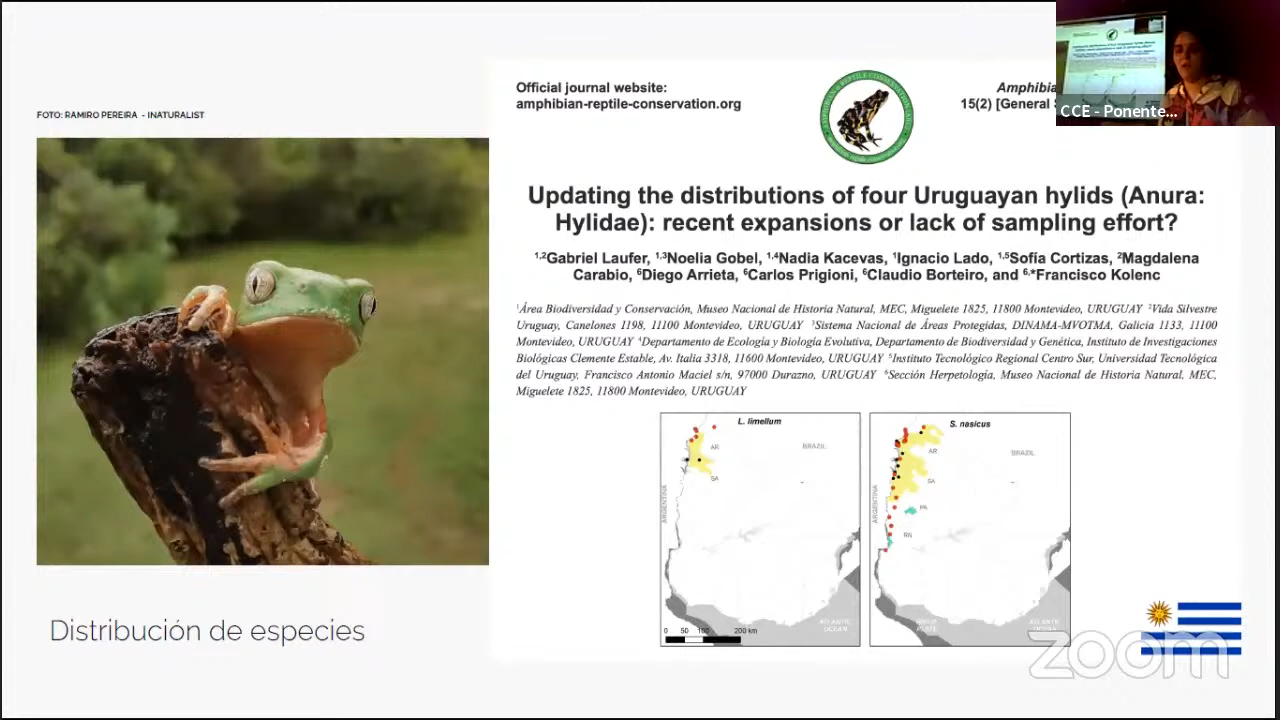 FOTO: RAMIRO PEREIRA - INATURALIST
Distribución de especies
Official journal website:
amphibian-reptile-conservation.org
Amphibia
15(2) [General S
CCE - Ponente...
Updating the distributions of four Uruguayan hylids (Anura:
Hylidae): recent expansions or lack of sampling effort?
1,2Gabriel Laufer, 1,3Noelia Gobel, 1,4Nadia Kacevas, 1Ignacio Lado, 1,5Sofía Cortizas, 2Magdalena
Carabio, 6Diego Arrieta, 6Carlos Prigioni, 6Claudio Borteiro, and 6,*Francisco Kolenc
1Área Biodiversidad y Conservación, Museo Nacional de Historia Natural, MEC, Miguelete 1825, 11800 Montevideo, URUGUAY 2Vida Silvestre
Uruguay, Canelones 1198, 11100 Montevideo, URUGUAY 3Sistema Nacional de Áreas Protegidas, DINAMA-MVOTMA, Galicia 1133, 11100
Montevideo, URUGUAY 4Departamento de Ecología y Biología Evolutiva, Departamento de Biodiversidad y Genética, Instituto de Investigaciones
Biológicas Clemente Estable, Av. Italia 3318, 11600 Montevideo, URUGUAY 5Instituto Tecnológico Regional Centro Sur, Universidad Tecnológica
del Uruguay, Francisco Antonio Maciel s/n, 97000 Durazno, URUGUAY 6Sección Herpetología, Museo Nacional de Historia Natural, MEC,
Miguelete 1825, 11800 Montevideo, URUGUAY
L. limellum
AR
BRAZIL
SA
ARGENTINA
ATLANTIC
OCEAN
0 50 100 200 km
S. nasicus
AR
BRAZIL
SA
ARGENTINA
PA
RN
ATLANTIC
OCEAN
zoom